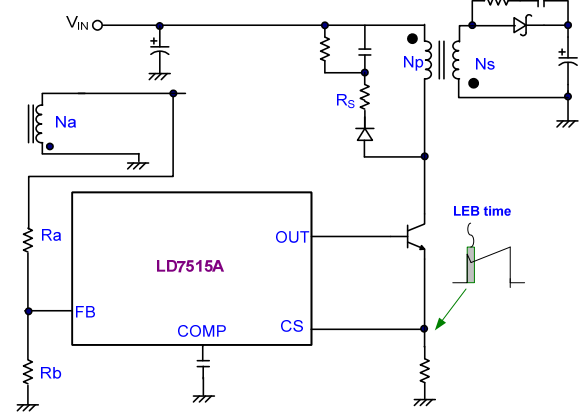 VIN
+
+
Np
Ns
Na
RS
LEB time
Ra
OUT
LD7515A
FB
COMP
CS
Rb